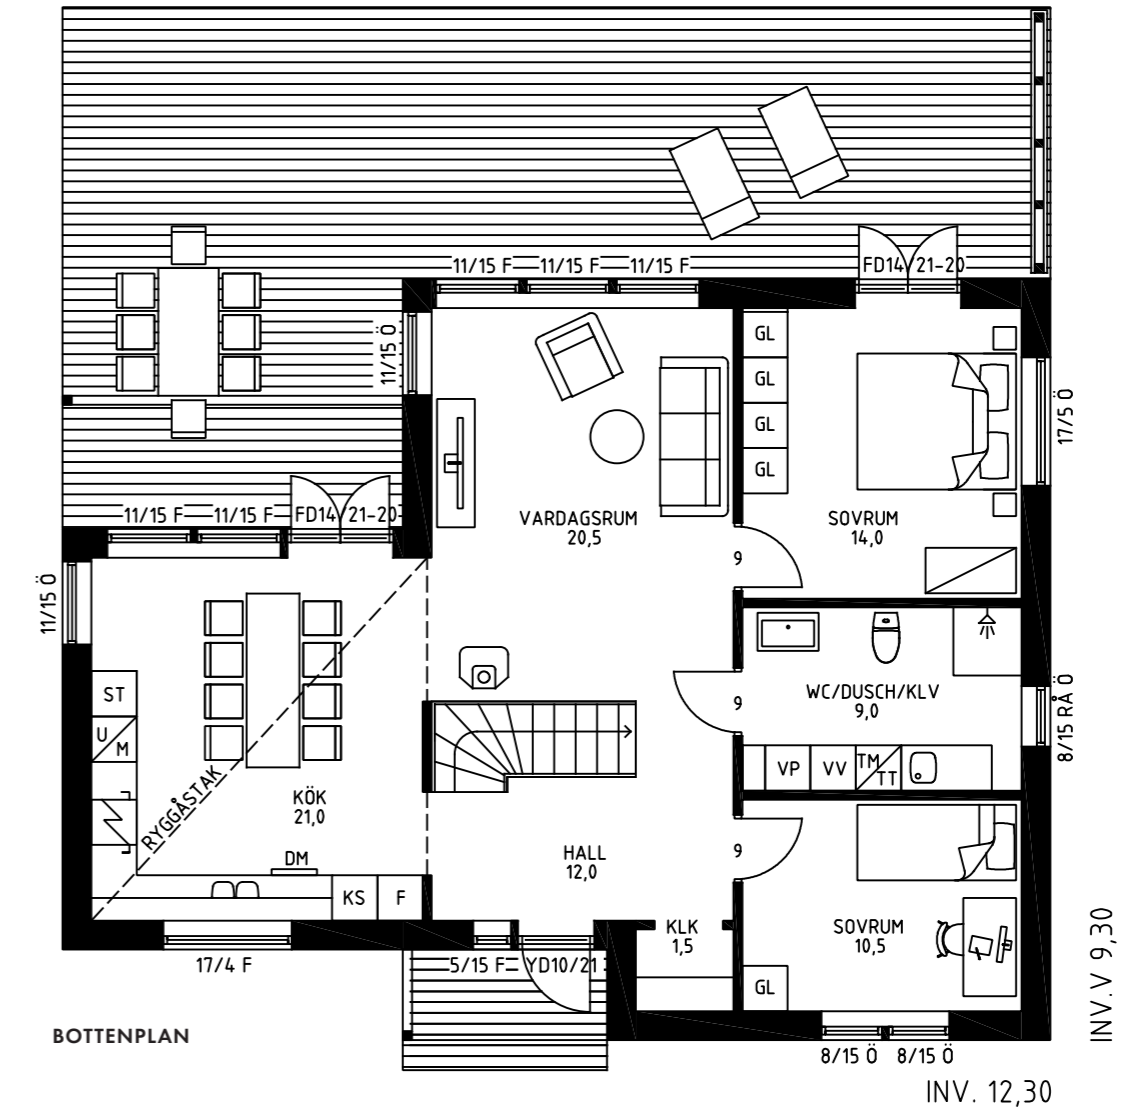 11/15 F 11/15 F 11/15 F
FD14/21-20
11/15 Ö
GL
GL
GL
GL
17/5 Ö
11/15 F 11/15 F FD14/21-20
VARDAGSRUM
20,5
SOVRUM
14,0
9
11/15 Ö
ST
U
M
RYGGÅSTAK
KÖK
21,0
9
WC/DUSCH/KLV
9,0
8/15 RÅ Ö
VP
VV
TM
TT
DM
KS
F
HALL
12,0
9
KLK
1,5
SOVRUM
10,5
GL
17/4 F
5/15 F YD10/21
8/15 Ö 8/15 Ö
BOTTENPLAN
INV.V 9,30
INV. 12,30